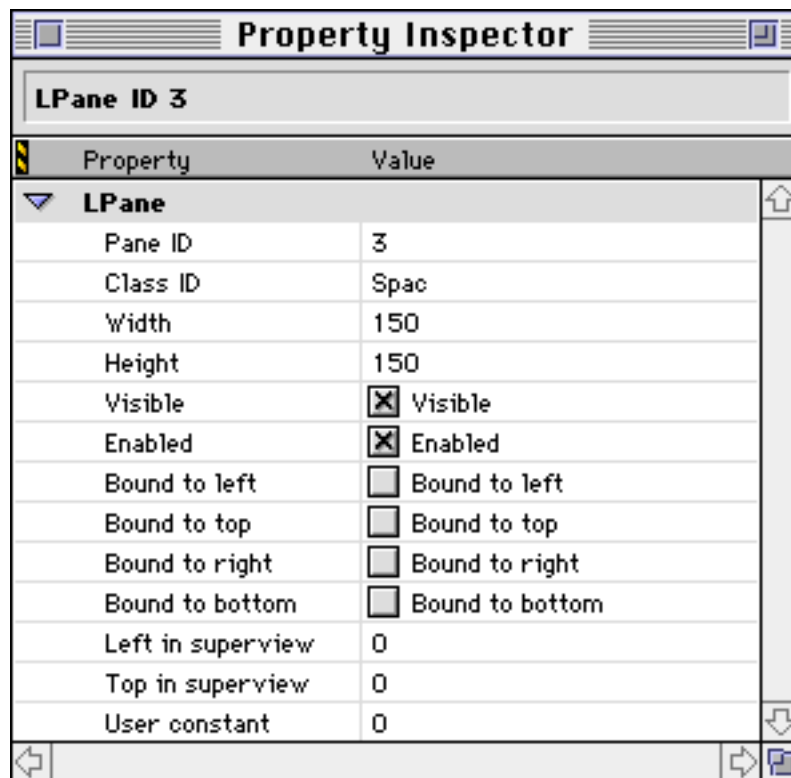 Property Inspector
LPane ID 3
Property Value
LPane
Pane ID 3
Class ID Spac
Width 150
Height 150
Visible Visible
Enabled Enabled
Bound to left Bound to left
Bound to top Bound to top
Bound to right Bound to right
Bound to bottom Bound to bottom
Left in superview 0
Top in superview 0
User constant 0